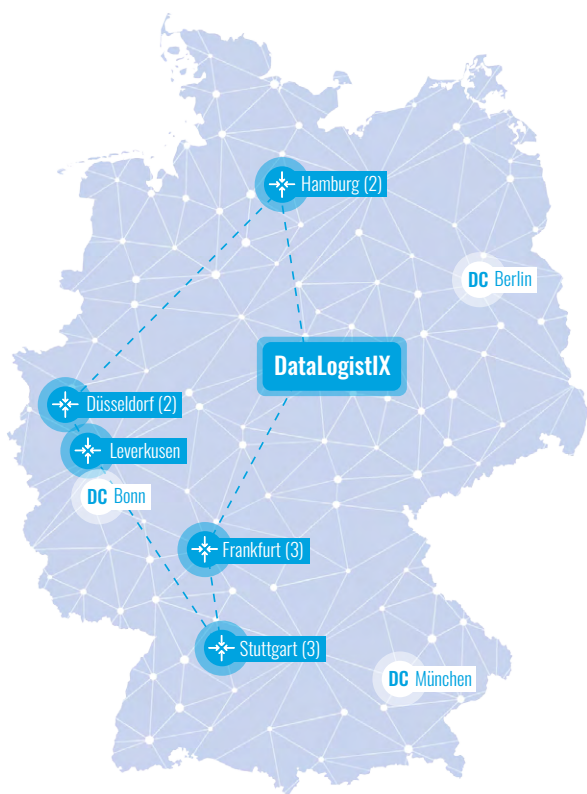 Hamburg (2)
DC Berlin
DataLogistIX
Düsseldorf (2)
Leverkusen
DC Bonn
Frankfurt (3)
Stuttgart (3)
DC München